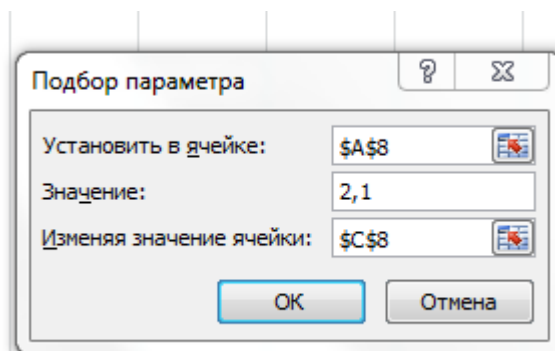 Подбор параметра
Установить в ячейке: $A$8
Значение: 2,1
Изменяя значение ячейки: $C$8
ОК Отмена